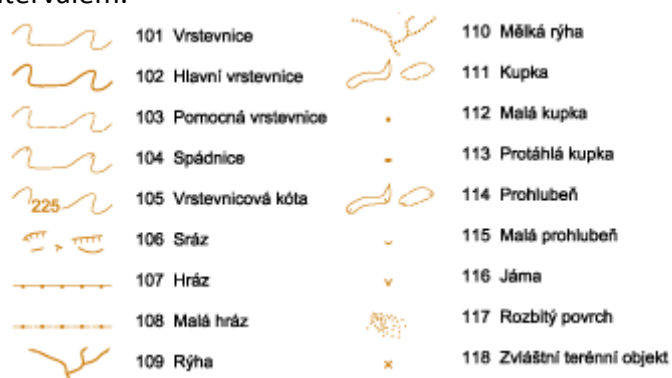 101 Vrstevnice
102 Hlavní vrstevnice
103 Pomocná vrstevnice
104 Spádnice
225
105 Vrstevnicová kóta
106 Sráz
107 Hráz
108 Malá hráz
109 Rýha
110 Mělká rýha
111 Kupka
112 Malá kupka
113 Protáhlá kupka
114 Prohlubeň
115 Malá prohlubeň
116 Jáma
117 Rozbitý povrch
118 Zvláštní terénní objekt